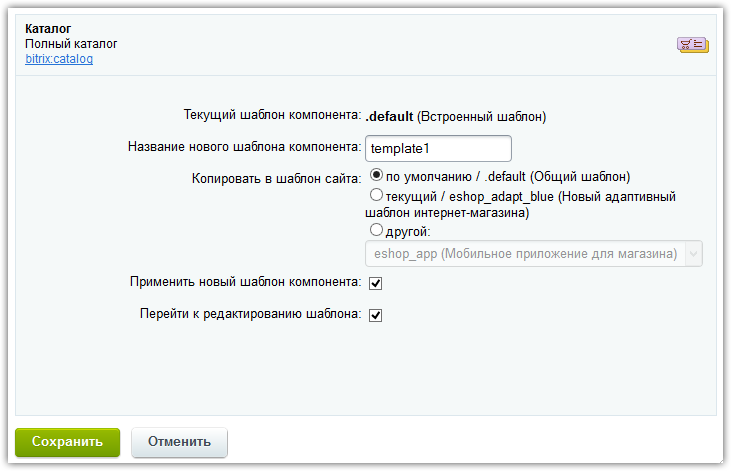 Каталог
Полный каталог
bitrix:catalog
Текущий шаблон компонента: .default (Встроенный шаблон)
Название нового шаблона компонента: template1
Копировать в шаблон сайта: по умолчанию / .default (Общий шаблон)
текущий / eshop_adapt_blue (Новый адаптивный
шаблон интернет-магазина)
другой:
eshop_app (Мобильное приложение для магазина)
Применить новый шаблон компонента:
Перейти к редактированию шаблона:
Сохранить Отменить